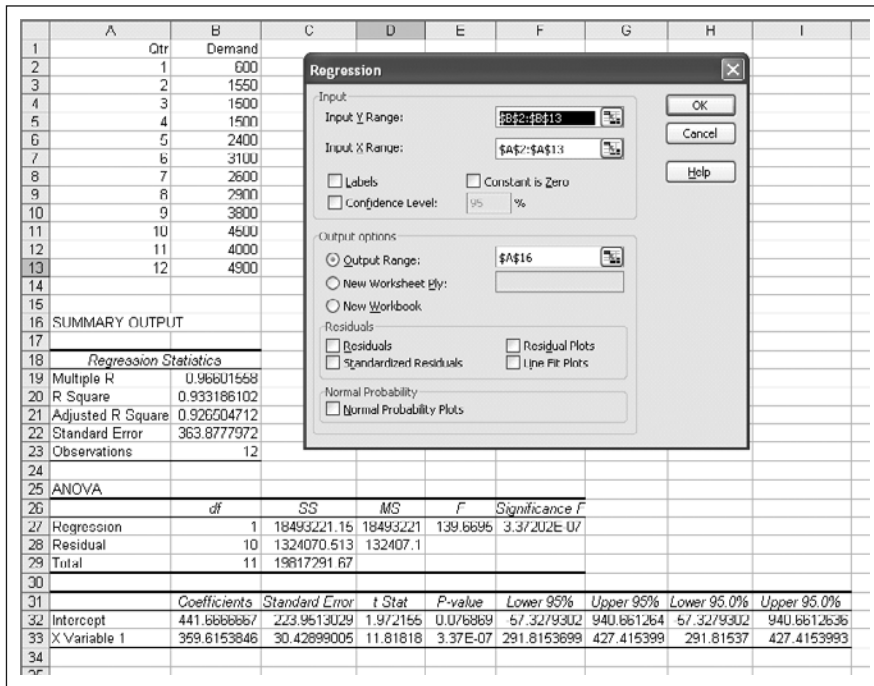 A B C D E F G H I
1 Qtr Demand
2 1 600
3 2 1550
4 3 1500
5 4 1500
6 5 2400
7 6 3100
8 7 2600
9 8 2900
10 9 3800
11 10 4500
12 11 4000
13 12 4900
14
15
16 SUMMARY OUTPUT
17
18 Regression Statistics
19 Multiple R 0.96601558
20 R Square 0.933186102
21 Adjusted R Square 0.926504712
22 Standard Error 363.8777972
23 Observations 12
24
25 ANOVA
26 df SS MS F Significance F
27 Regression 1 18493221.15 18493221 139.6695 3.37202E-07
28 Residual 10 1324070.513 132407.1
29 Total 11 19817291.67
30
31 Coefficients Standard Error t Stat P-value Lower 95% Upper 95% Lower 95.0% Upper 95.0%
32 Intercept 441.6666667 223.9513029 1.972155 0.076869 -57.3279302 940.661264 -57.3279302 940.6612636
33 X Variable 1 359.6153846 30.42899005 11.81818 3.37E-07 291.8153699 427.415399 291.81537 427.4153993
34
35
Regression
Input
Input Y Range: $B$2:$B$13
Input X Range: $A$2:$A$13
Labels Constant is Zero
Confidence Level: 95 %
OK
Cancel
Help
Output options
Output Range: $A$16
New Worksheet Ply:
New Workbook
Residuals
Residuals Residual Plots
Standardized Residuals Line Fit Plots
Normal Probability
Normal Probability Plots